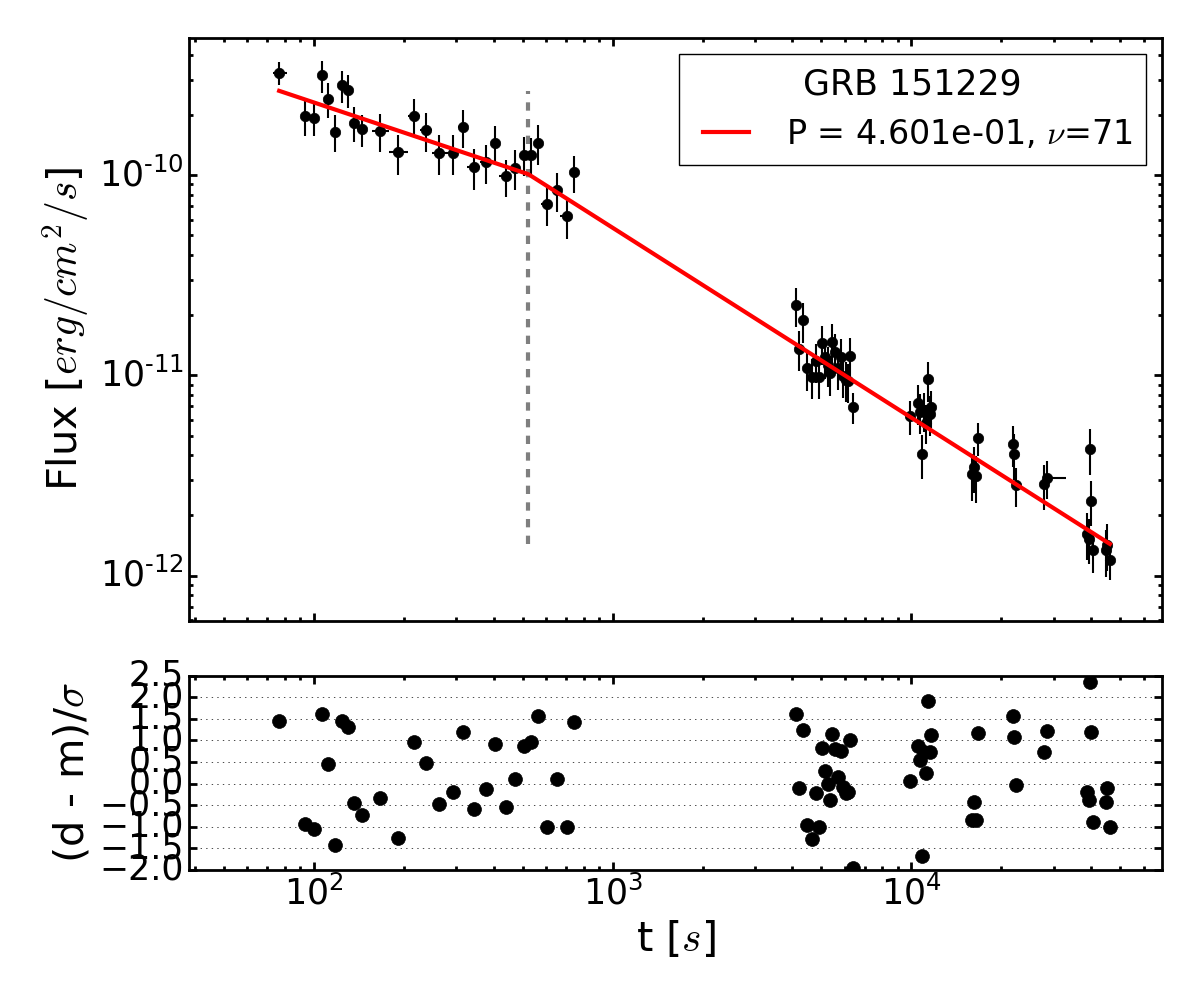 GRB 151229
P = 4.601e-01, ν=71
Flux [erg/cm²/s]
10⁻¹⁰
10⁻¹¹
10⁻¹²
(d - m)/σ
2.5
2.0
1.5
1.0
0.5
0.0
−0.5
−1.0
−1.5
−2.0
10² 10³ 10⁴
t [s]